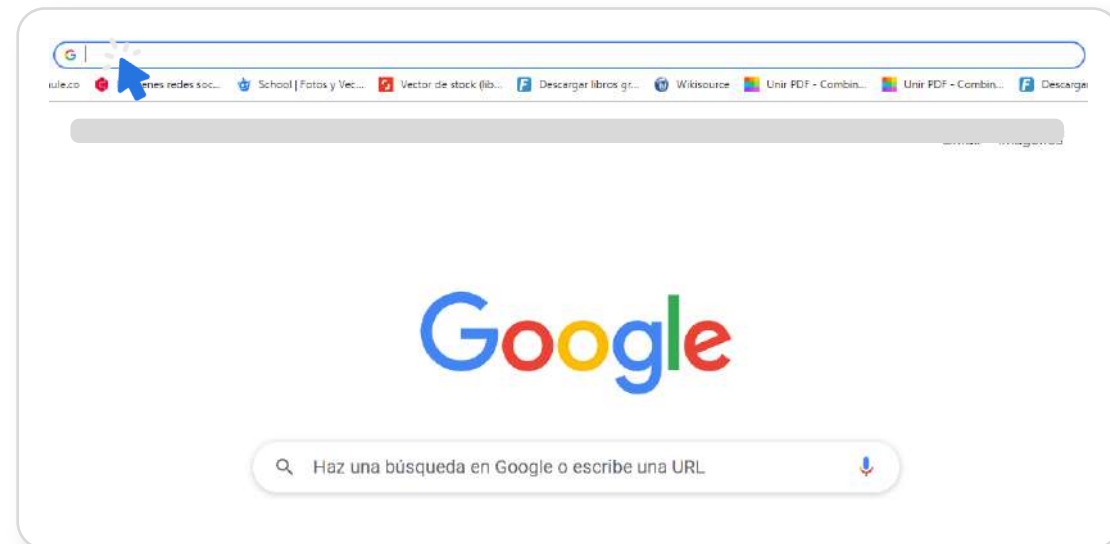 ule.co enes redes soc... School | Fotos y Vec... Vector de stock (lib... Descargar libros gr... Wikisource Unir PDF - Combin... Unir PDF - Combin... Descargar
Google
Haz una búsqueda en Google o escribe una URL